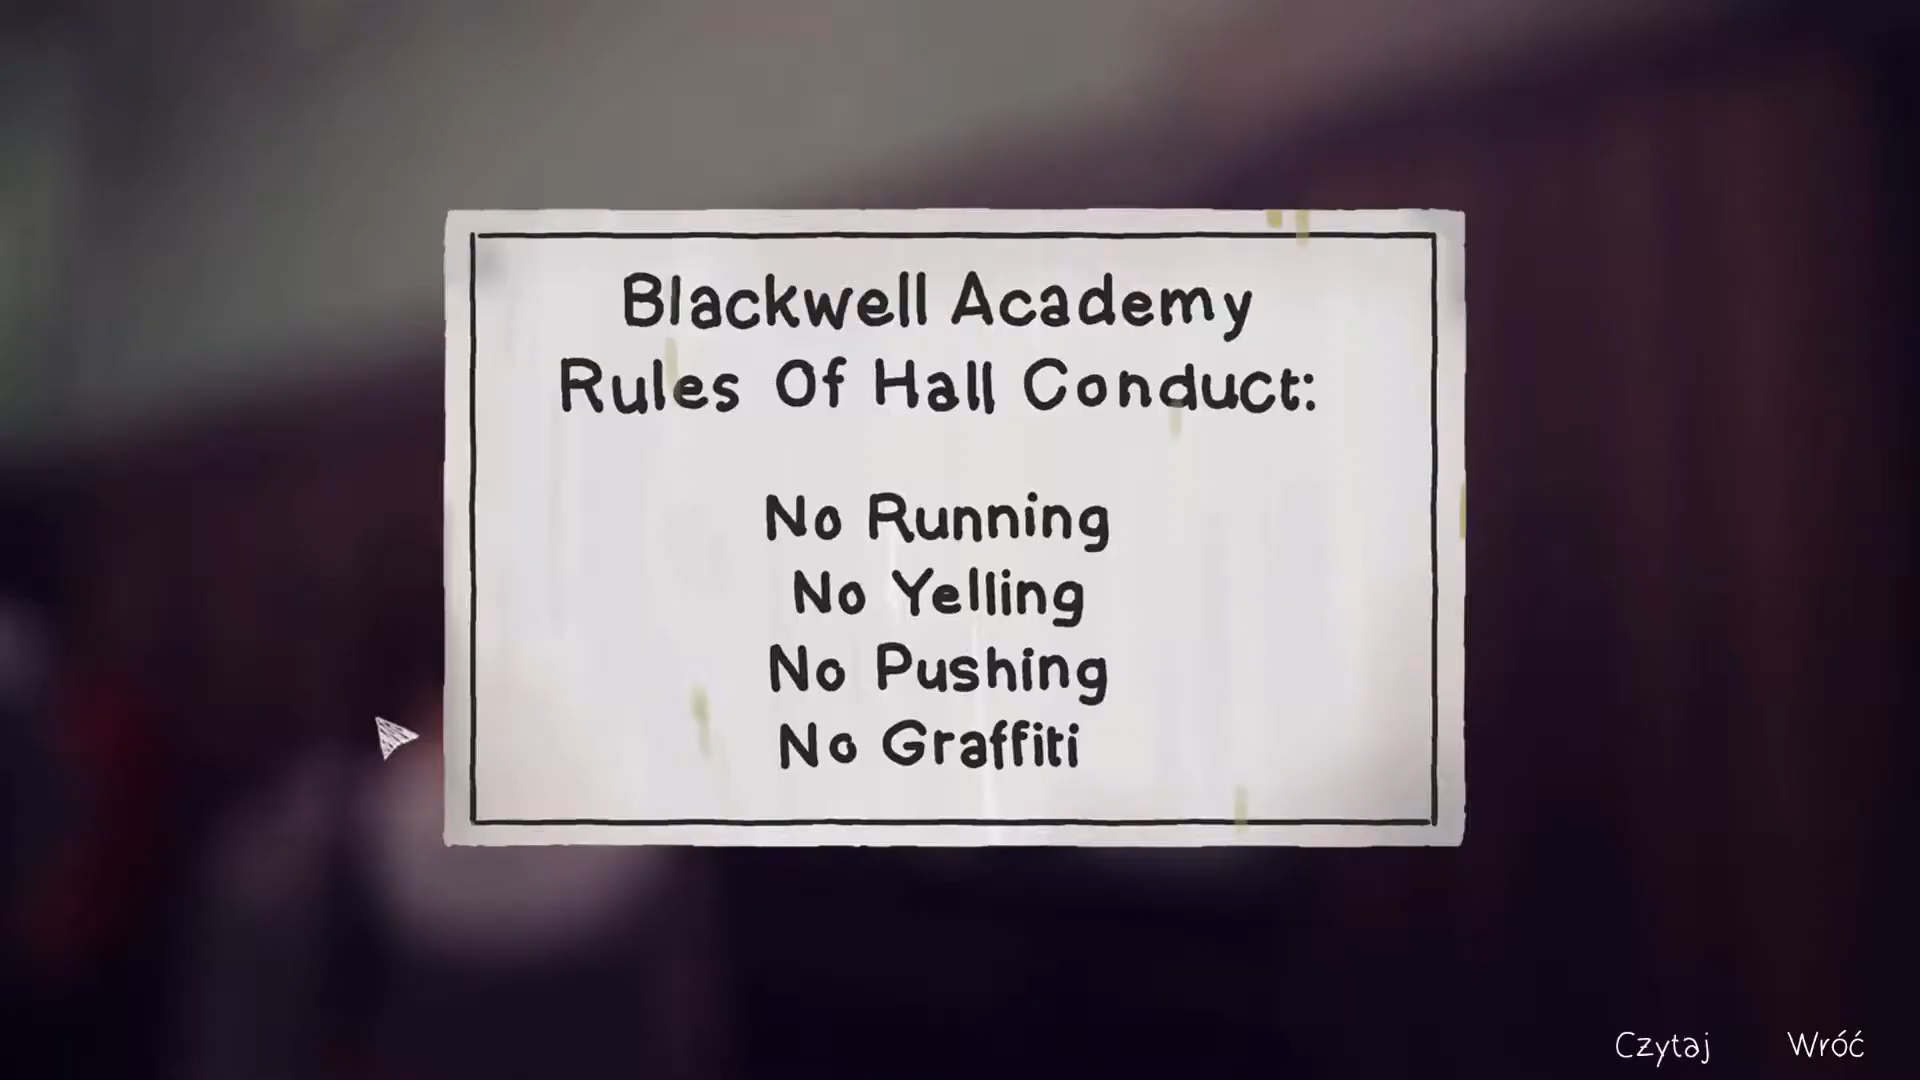 Blackwell Academy
Rules Of Hall Conduct:
No Running
No Yelling
No Pushing
No Graffiti
Czytaj Wróć